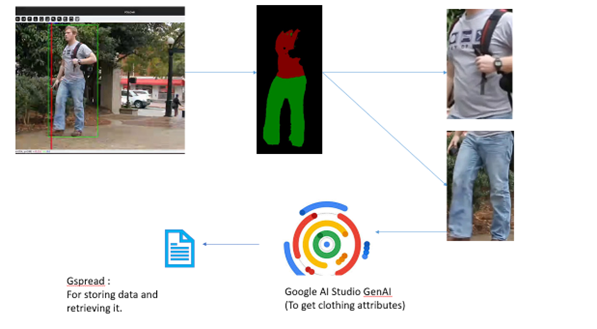 Gspread :
For storing data and
retrieving it.
Google AI Studio GenAI
(To get clothing attributes)